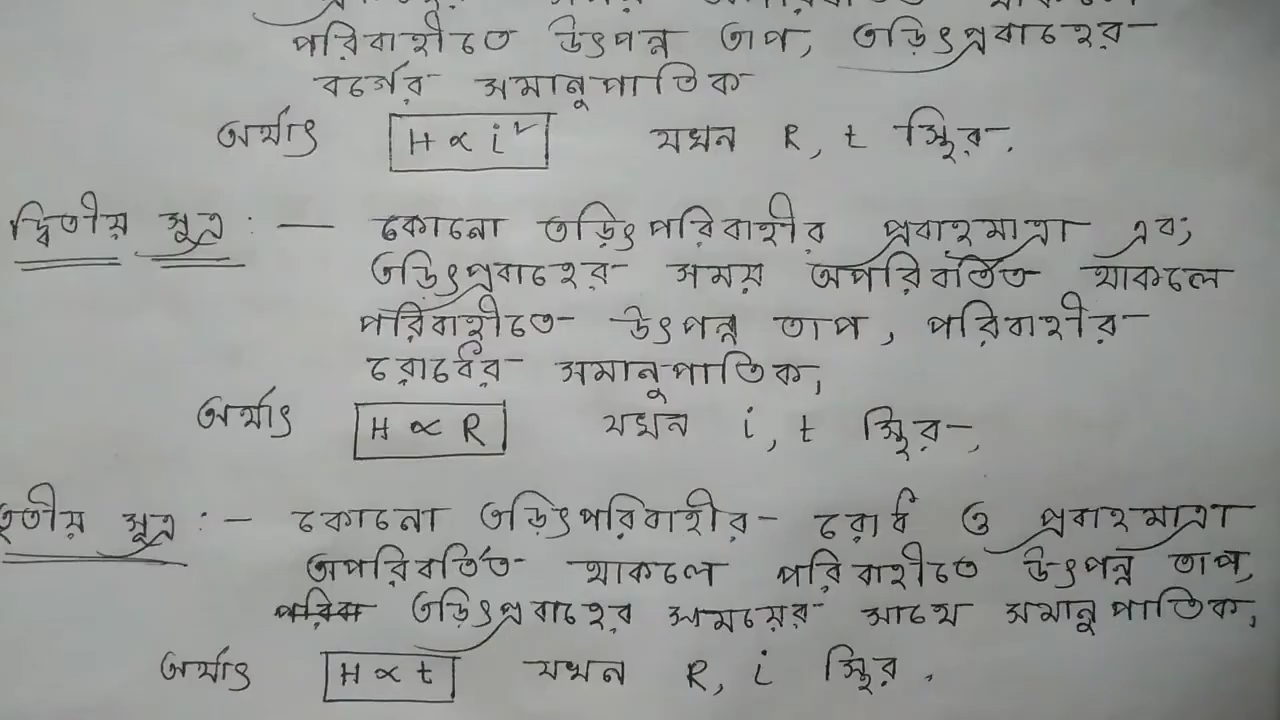 পরিবাহীতে উৎপন্ন তাপ, তড়িৎপ্রবাহের
বর্গের সমানুপাতিক
অর্থাৎ H ∝ i² যখন R, t স্থির.
দ্বিতীয় সূত্র : — কোনো তড়িৎপরিবাহীর প্রবাহমাত্রা এবং
তড়িৎপ্রবাহের সময় অপরিবর্তিত থাকলে
পরিবাহীতে উৎপন্ন তাপ, পরিবাহীর
রোধের সমানুপাতিক,
অর্থাৎ H ∝ R যখন i, t স্থির,
তৃতীয় সূত্র : – কোনো তড়িৎপরিবাহীর রোধ ও প্রবাহমাত্রা
অপরিবর্তিত থাকলে পরিবাহীতে উৎপন্ন তাপ,
তড়িৎপ্রবাহের সময়ের সাথে সমানুপাতিক,
অর্থাৎ H ∝ t যখন R, i স্থির.